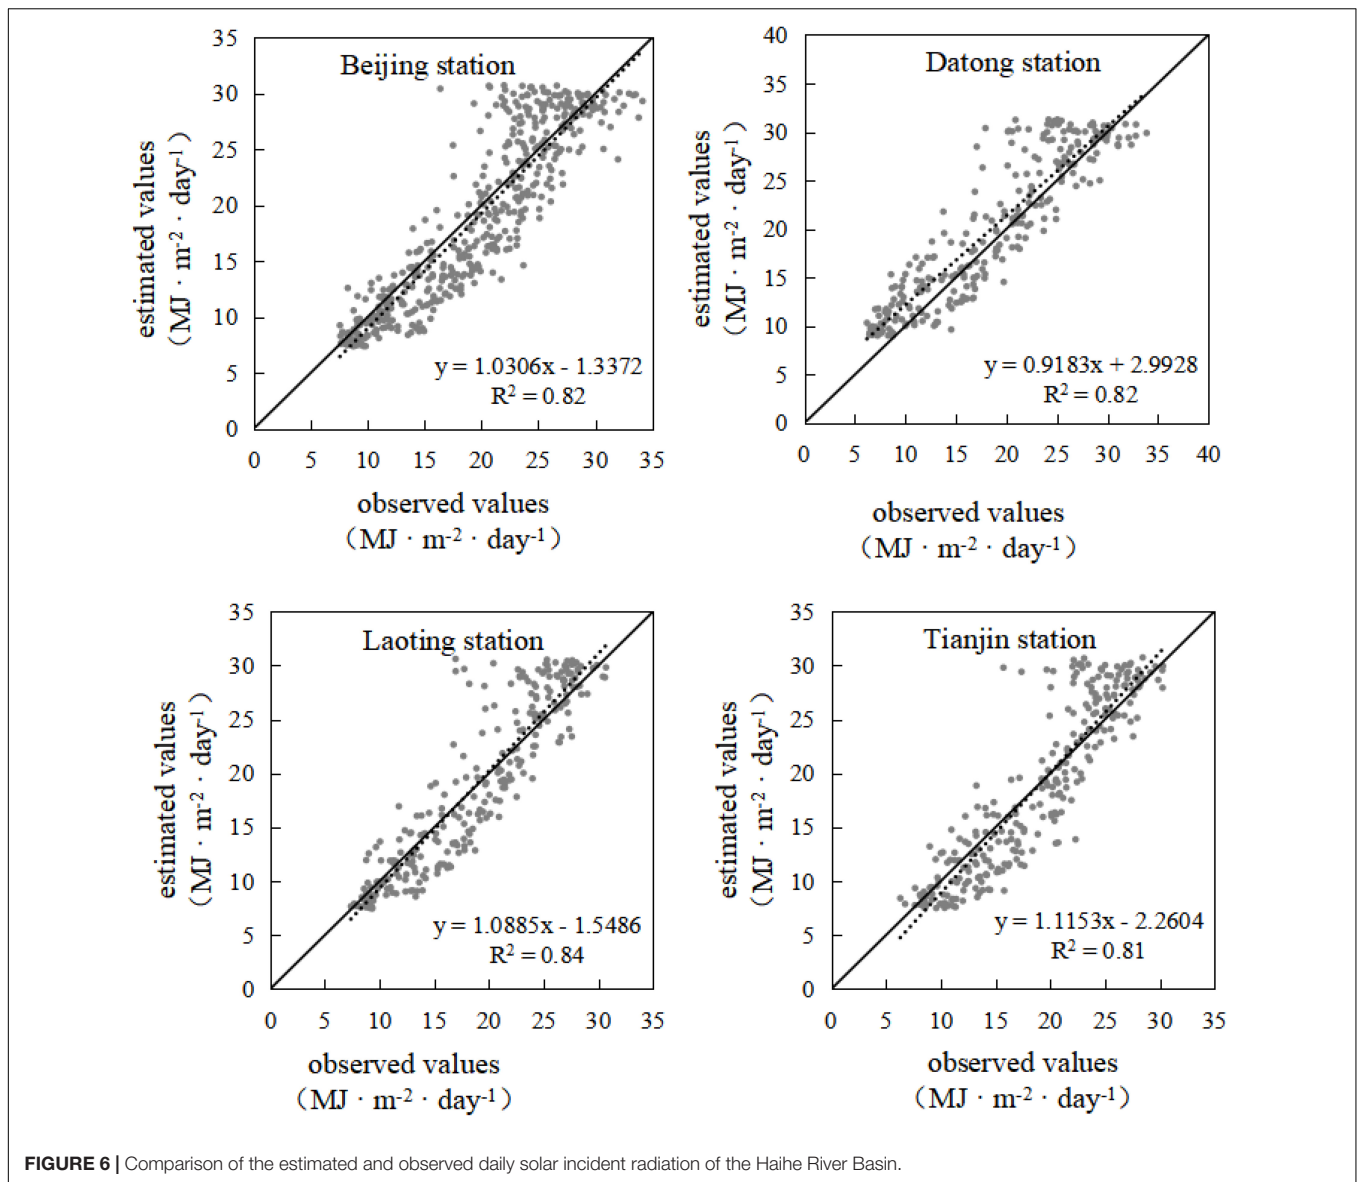 Beijing station
35
30
25
20
15
10
5
0
estimated values
(MJ · m⁻² · day⁻¹)
y = 1.0306x - 1.3372
R² = 0.82
0 5 10 15 20 25 30 35
observed values
(MJ · m⁻² · day⁻¹)
Datong station
40
35
30
25
20
15
10
5
0
estimated values
(MJ · m⁻² · day⁻¹)
y = 0.9183x + 2.9928
R² = 0.82
0 5 10 15 20 25 30 35 40
observed values
(MJ · m⁻² · day⁻¹)
Laoting station
35
30
25
20
15
10
5
0
estimated values
(MJ · m⁻² · day⁻¹)
y = 1.0885x - 1.5486
R² = 0.84
0 5 10 15 20 25 30 35
observed values
(MJ · m⁻² · day⁻¹)
Tianjin station
35
30
25
20
15
10
5
0
estimated values
(MJ · m⁻² · day⁻¹)
y = 1.1153x - 2.2604
R² = 0.81
0 5 10 15 20 25 30 35
observed values
(MJ · m⁻² · day⁻¹)
FIGURE 6 | Comparison of the estimated and observed daily solar incident radiation of the Haihe River Basin.